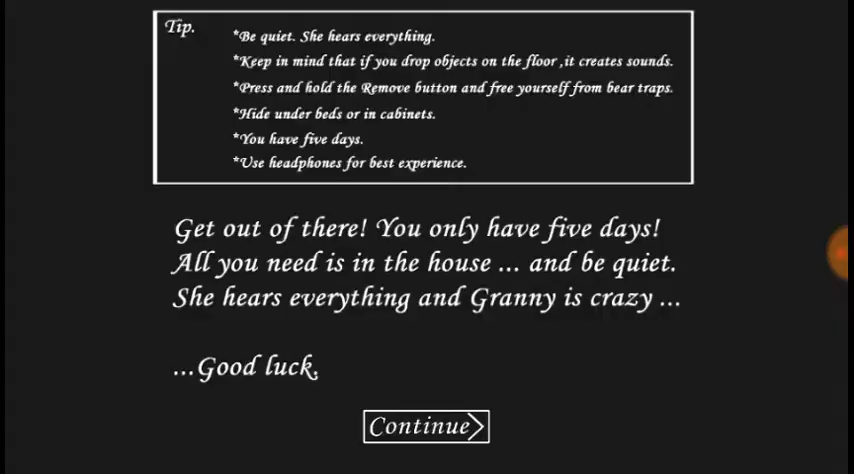 Tip.
*Be quiet. She hears everything.
*Keep in mind that if you drop objects on the floor ,it creates sounds.
*Press and hold the Remove button and free yourself from bear traps.
*Hide under beds or in cabinets.
*You have five days.
*Use headphones for best experience.
Get out of there! You only have five days!
All you need is in the house ... and be quiet.
She hears everything and Granny is crazy ...
...Good luck.
Continue